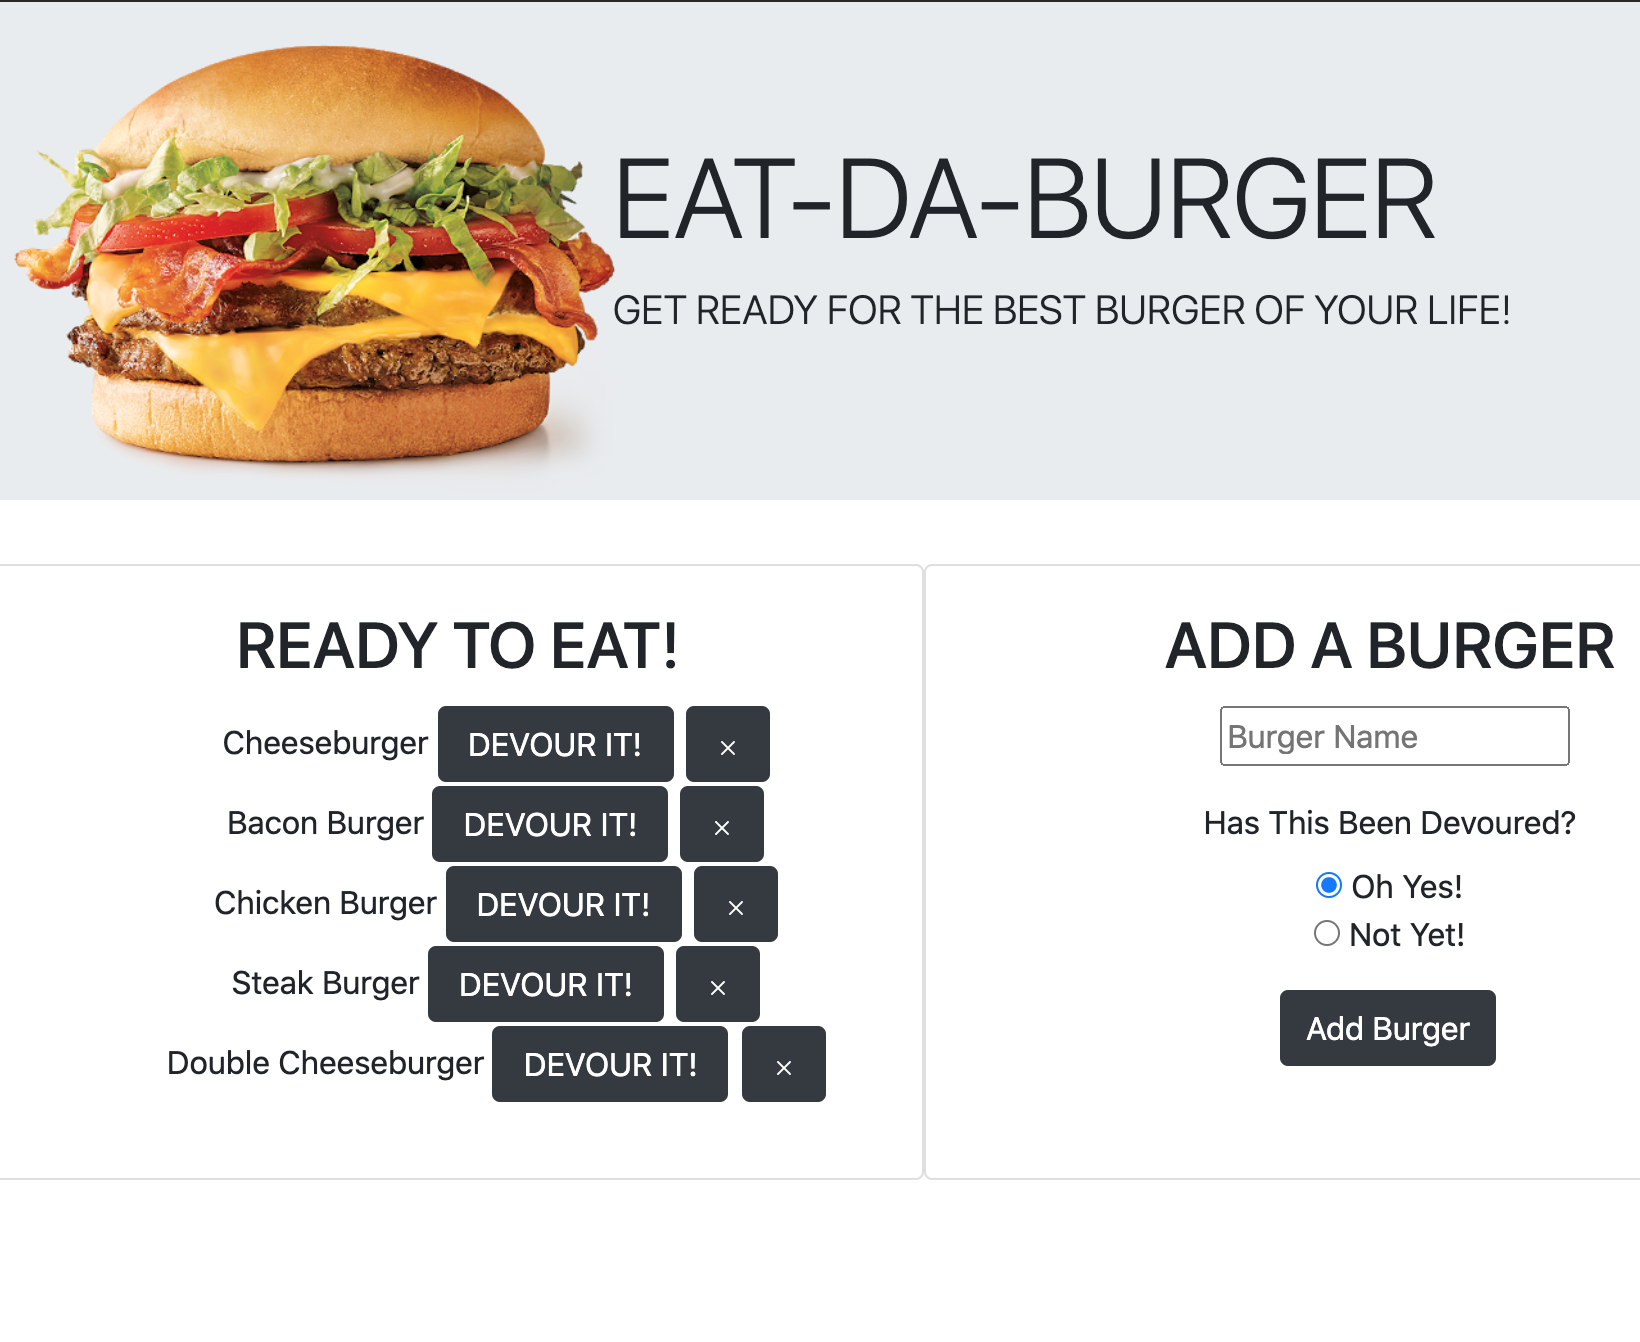 EAT-DA-BURGER
GET READY FOR THE BEST BURGER OF YOUR LIFE!
READY TO EAT!
Cheeseburger DEVOUR IT! ×
Bacon Burger DEVOUR IT! ×
Chicken Burger DEVOUR IT! ×
Steak Burger DEVOUR IT! ×
Double Cheeseburger DEVOUR IT! ×
ADD A BURGER
Burger Name
Has This Been Devoured?
Oh Yes!
Not Yet!
Add Burger